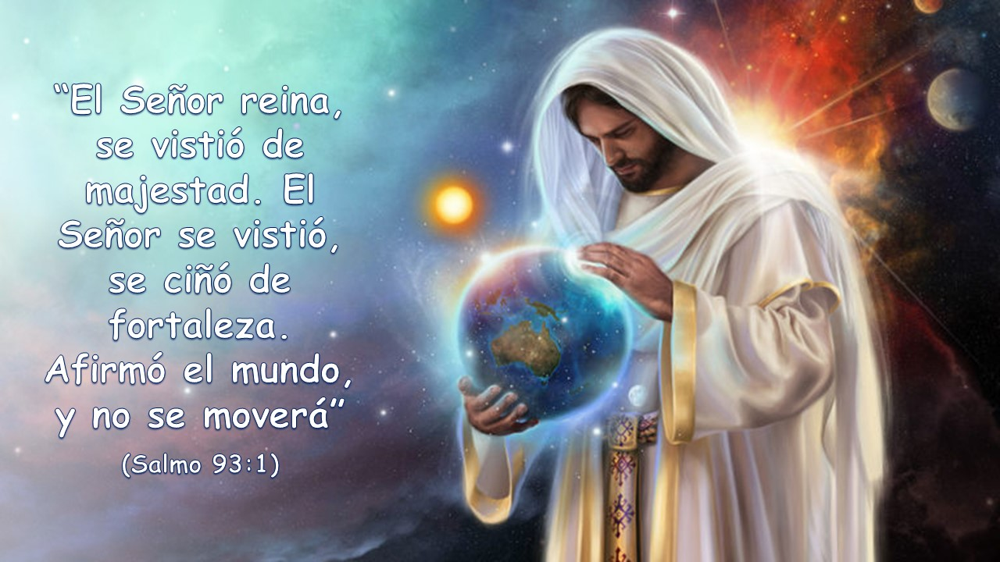 “El Señor reina,
se vistió de
majestad. El
Señor se vistió,
se ciñó de
fortaleza.
Afirmó el mundo,
y no se moverá”
(Salmo 93:1)